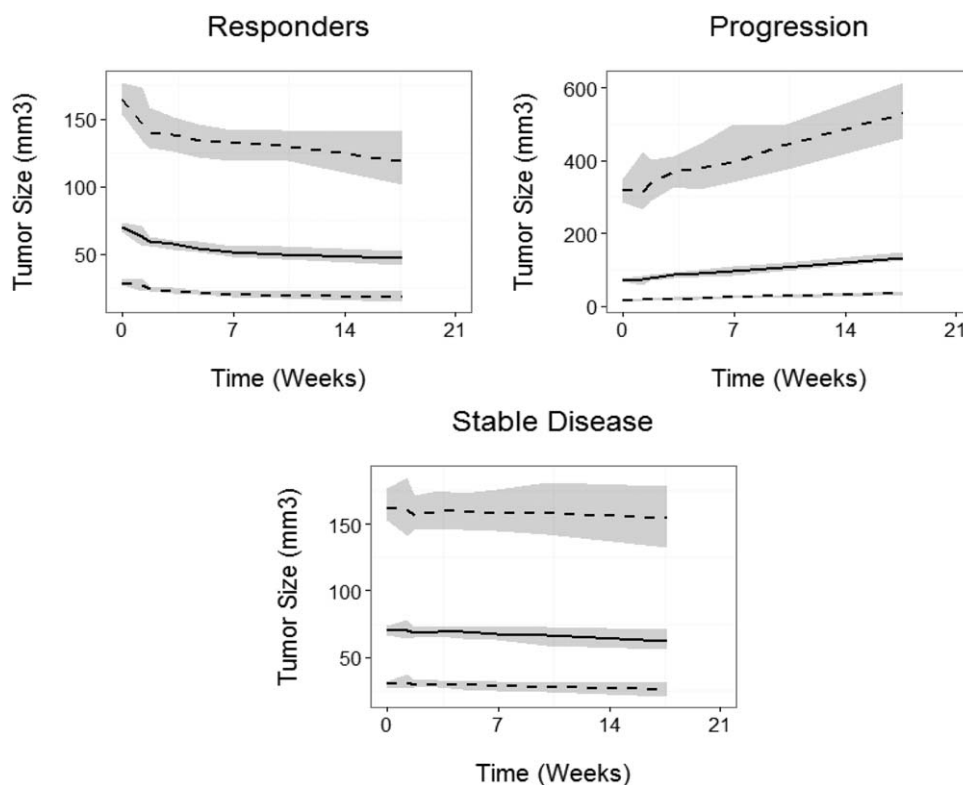 Responders
Tumor Size (mm3)
150
100
50
0
7
14
21
Time (Weeks)
Progression
Tumor Size (mm3)
600
400
200
0
0
7
14
21
Time (Weeks)
Stable Disease
Tumor Size (mm3)
150
100
50
0
7
14
21
Time (Weeks)